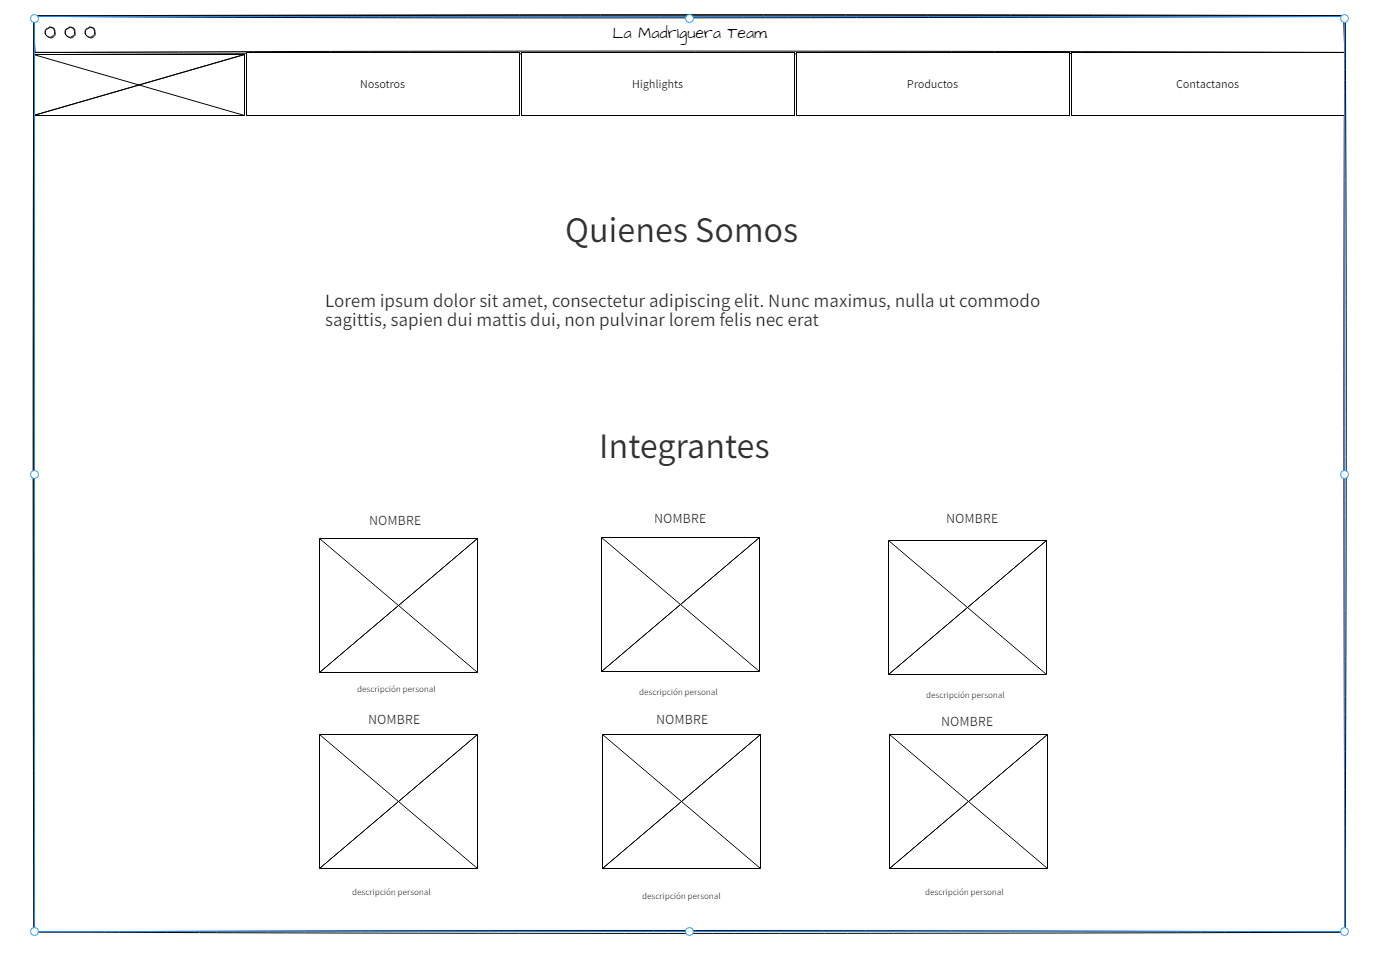 La Madriguera Team
Nosotros
Highlights
Productos
Contactanos
Quienes Somos
Lorem ipsum dolor sit amet, consectetur adipiscing elit. Nunc maximus, nulla ut commodo
sagittis, sapien dui mattis dui, non pulvinar lorem felis nec erat
Integrantes
NOMBRE
NOMBRE
NOMBRE
descripción personal
descripción personal
descripción personal
NOMBRE
NOMBRE
NOMBRE
descripción personal
descripción personal
descripción personal